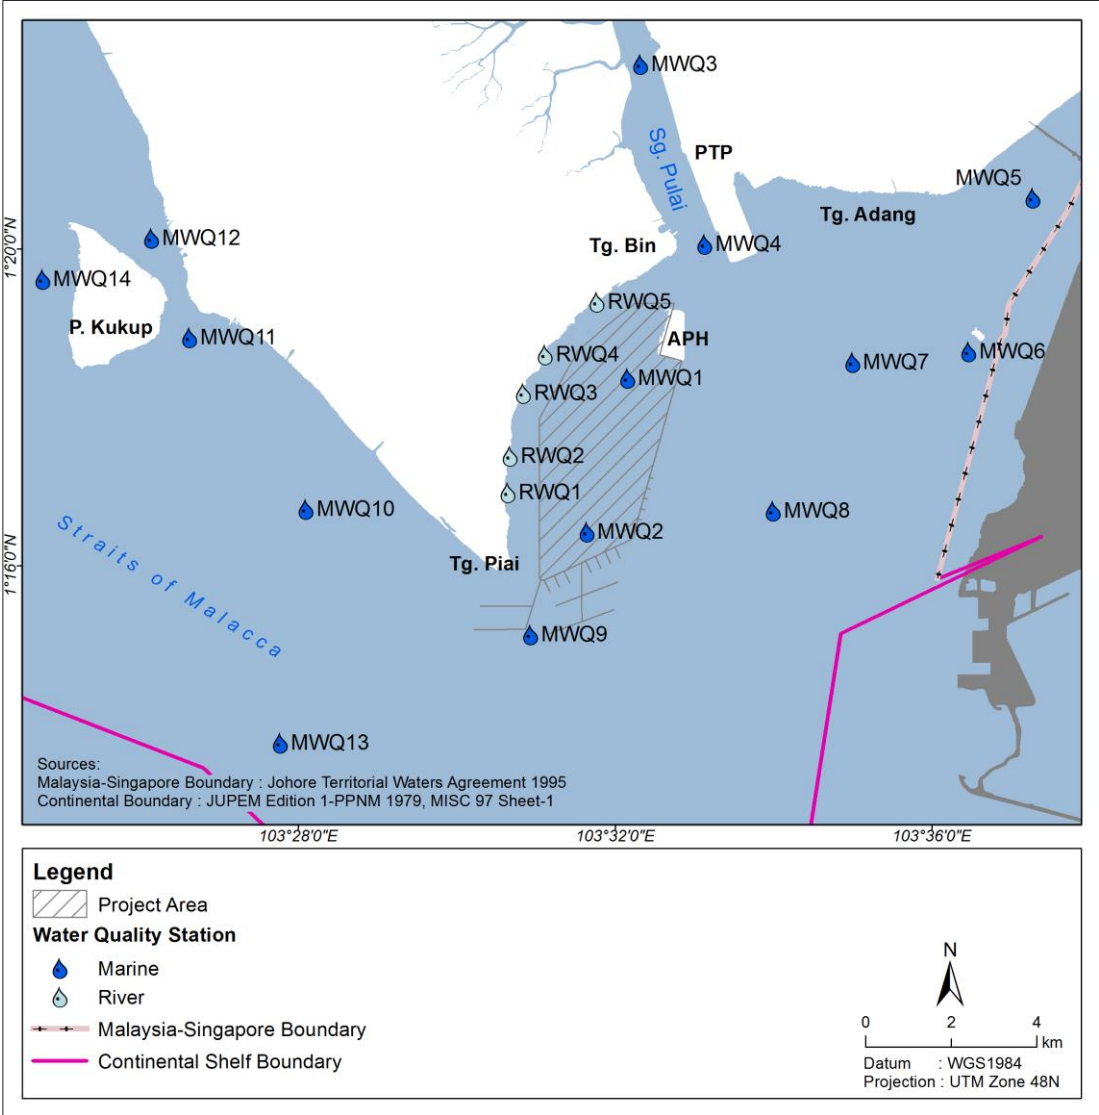 MWQ3
Sg. Pulai
PTP
MWQ5
Tg. Adang
MWQ12
Tg. Bin
MWQ4
1°20'0"N
MWQ14
P. Kukup
MWQ11
RWQ5
APH
RWQ4
MWQ1
MWQ7
MWQ6
RWQ3
RWQ2
RWQ1
MWQ10
MWQ8
MWQ2
Straits of Malacca
Tg. Piai
1°16'0"N
MWQ9
MWQ13
Sources:
Malaysia-Singapore Boundary : Johore Territorial Waters Agreement 1995
Continental Boundary : JUPEM Edition 1-PPNM 1979, MISC 97 Sheet-1
103°28'0"E 103°32'0"E 103°36'0"E
Legend
Project Area
Water Quality Station
Marine
River
Malaysia-Singapore Boundary
Continental Shelf Boundary
N
0 2 4
km
Datum : WGS1984
Projection : UTM Zone 48N